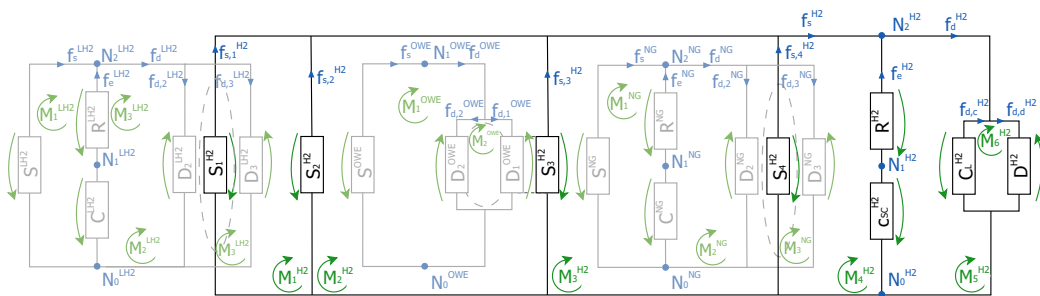 f_s^H2 N_2^H2 f_d^H2
f_s^LH2 N_2^LH2 f_d^LH2 f_s,1^H2 f_s^OWE N_1^OWE f_d^OWE f_s^NG N_2^NG f_d^NG f_s,4^H2
f_e^LH2 f_d,2^LH2 f_d,3^LH2 f_s,2^H2 f_s,3^H2 f_e^NG f_d,2^NG f_d,3^NG f_e^H2
M_1^LH2 R^LH2 M_3^LH2 M_1^OWE f_d,2^OWE f_d,1^OWE M_1^NG R^NG R^H2 f_d,c^H2 f_d,d^H2
M_2^OWE M_6^H2
S^LH2 N_1^LH2 D_2^LH2 S_1^H2 D_3^LH2 S_2^H2 S^OWE D_2^OWE D_1^OWE S_3^H2 S^NG N_1^NG D_2^NG S_4^H2 D_3^NG N_1^H2 C_L^H2 D^H2
C^LH2 C^NG C_SC^H2
M_2^LH2 M_3^LH2 M_2^NG M_3^NG
N_0^LH2 M_1^H2 M_2^H2 N_0^OWE M_3^H2 N_0^NG M_4^H2 N_0^H2 M_5^H2